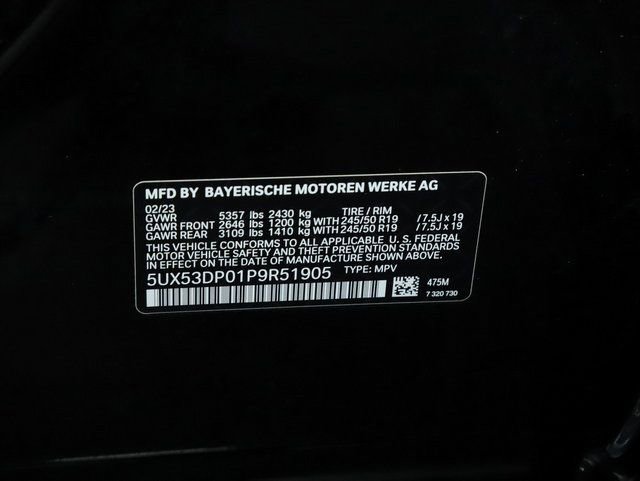 MFD BY BAYERISCHE MOTOREN WERKE AG
02/23 TIRE / RIM
GVWR 5357 lbs 2430 kg
GAWR FRONT 2646 lbs 1200 kg WITH 245/50 R19 / 7.5J x 19
GAWR REAR 3109 lbs 1410 kg WITH 245/50 R19 / 7.5J x 19
THIS VEHICLE CONFORMS TO ALL APPLICABLE U. S. FEDERAL
MOTOR VEHICLE SAFETY AND THEFT PREVENTION STANDARDS
IN EFFECT ON THE DATE OF MANUFACTURE SHOWN ABOVE.
5UX53DP01P9R51905 TYPE: MPV
475M
7 320 730